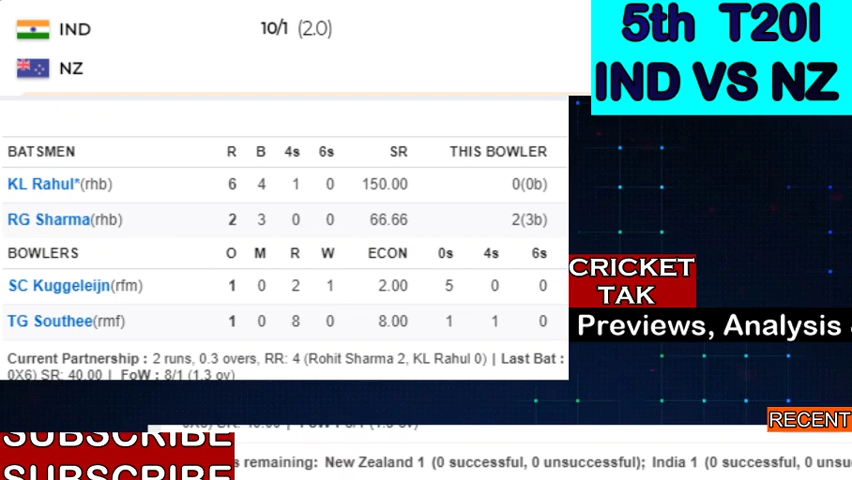 IND 10/1 (2.0)
NZ
5th T20I
IND VS NZ
BATSMEN R B 4s 6s SR THIS BOWLER
KL Rahul*(rhb) 6 4 1 0 150.00 0(0b)
RG Sharma(rhb) 2 3 0 0 66.66 2(3b)
BOWLERS O M R W ECON 0s 4s 6s
SC Kuggeleijn(rfm) 1 0 2 1 2.00 5 0 0
TG Southee(rmf) 1 0 8 0 8.00 1 1 0
Current Partnership : 2 runs, 0.3 overs, RR: 4 (Rohit Sharma 2, KL Rahul 0) | Last Bat :
0X6) SR: 40.00 | FoW : 8/1 (1.3 ov)
CRICKET
TAK
Previews, Analysis
RECENT
SUBSCRIBE
SUBSCRIBE
s remaining: New Zealand 1 (0 successful, 0 unsuccessful); India 1 (0 successful, 0 unsu